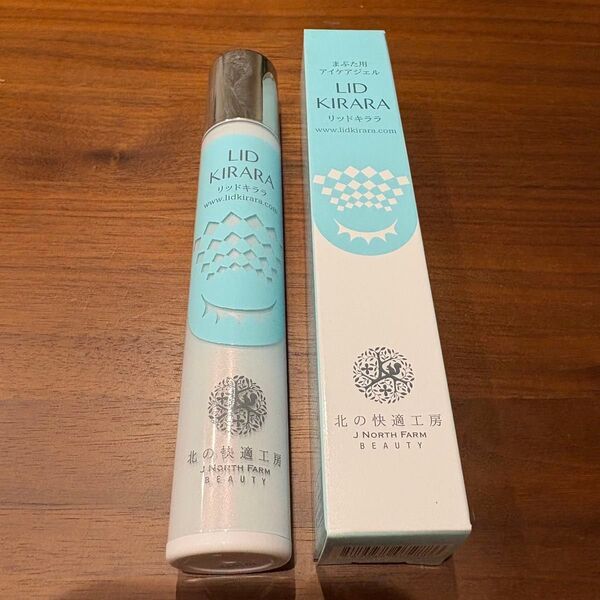 LID
KIRARA
リッドキララ
www.lidkirara.com
北の快適工房
J NORTH FARM
BEAUTY
まぶた用
アイケアジェル
LID
KIRARA
リッドキララ
www.lidkirara.com
北の快適工房
J NORTH FARM
BEAUTY